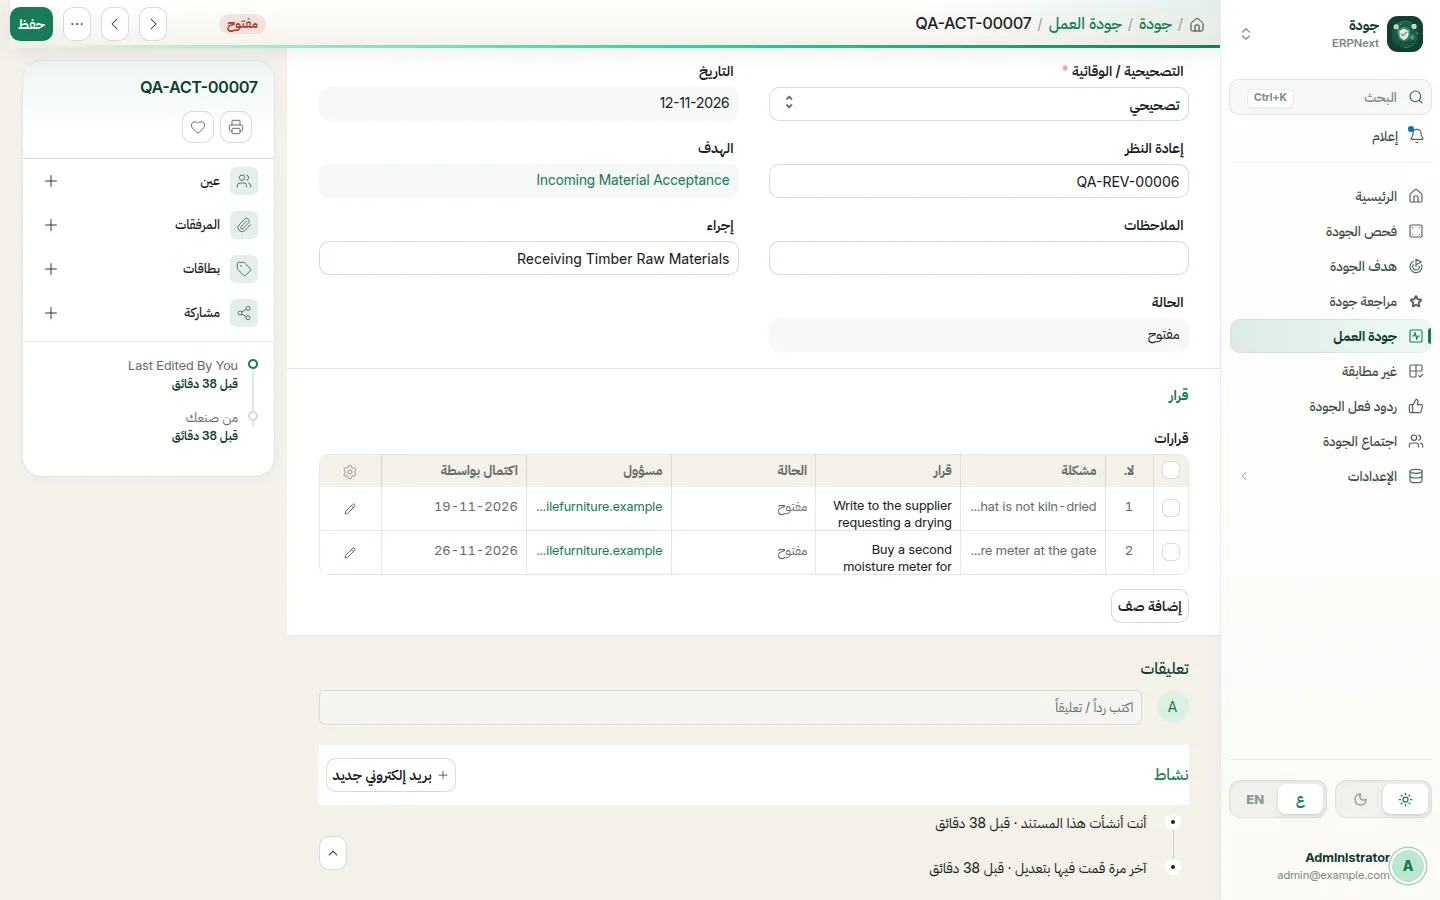 جودة
ERPNext
البحث
Ctrl+K
إعلام
الرئيسية
فحص الجودة
هدف الجودة
مراجعة جودة
جودة العمل
غير مطابقة
ردود فعل الجودة
اجتماع الجودة
الإعدادات
ع
EN
Administrator
admin@example.com
A
جودة / جودة العمل / QA-ACT-00007
مفتوح
حفظ
التصحيحية / الوقائية *
تصحيحي
التاريخ
12-11-2026
إعادة النظر
QA-REV-00006
الهدف
Incoming Material Acceptance
الملاحظات
إجراء
Receiving Timber Raw Materials
الحالة
مفتوح
قرار
قرارات
لا. مشكلة قرار الحالة مسؤول اكتمال بواسطة
1 ...hat is not kiln-dried Write to the supplier requesting a drying مفتوح ...ilefurniture.example 19-11-2026
2 ...re meter at the gate Buy a second moisture meter for مفتوح ...ilefurniture.example 26-11-2026
إضافة صف
تعليقات
A
اكتب رداً / تعليقاً
نشاط
بريد إلكتروني جديد
أنت أنشأت هذا المستند · قبل 38 دقائق
آخر مرة قمت فيها بتعديل · قبل 38 دقائق
QA-ACT-00007
عين
المرفقات
بطاقات
مشاركة
Last Edited By You
قبل 38 دقائق
من صنعك
قبل 38 دقائق